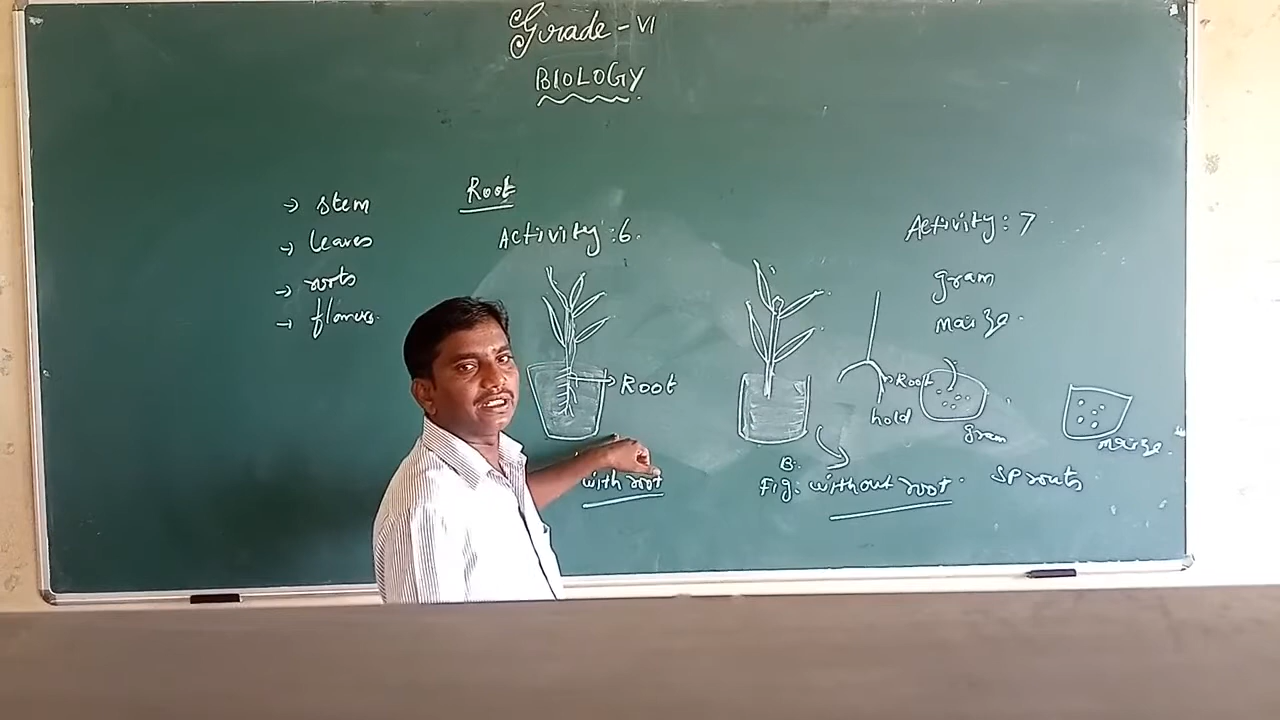 Grade - VI
BIOLOGY
→ stem
→ leaves
→ roots
→ flowers.
Root
Activity : 6.
Root
with root
B.
Fig: without root.
Activity : 7
gram
maize.
Root
hold
gram
maize.
Sprouts